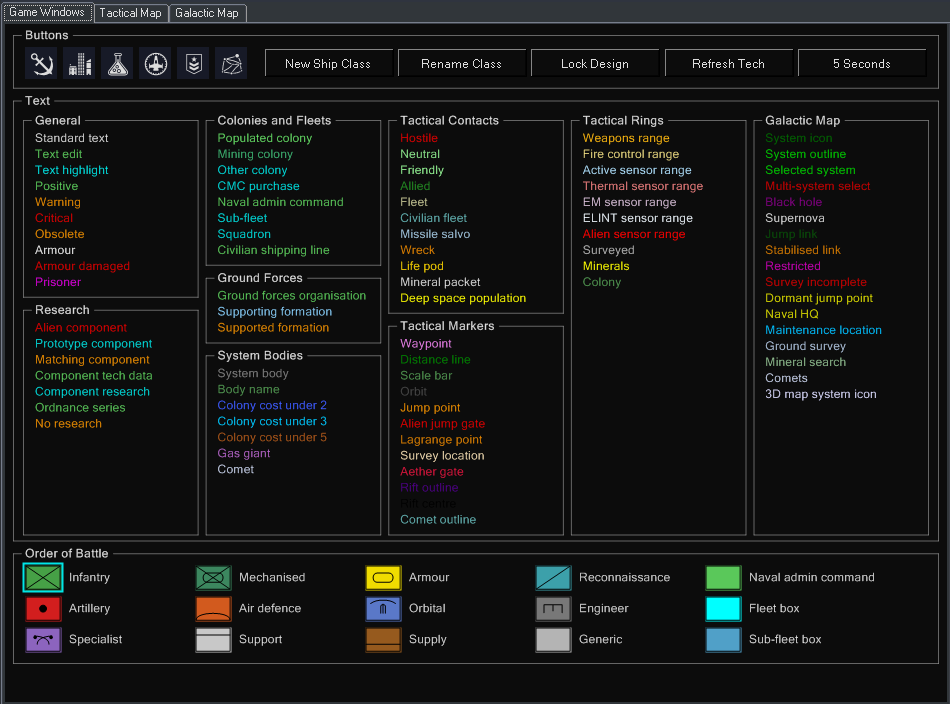 Game Windows
Tactical Map
Galactic Map
Buttons
New Ship Class
Rename Class
Lock Design
Refresh Tech
5 Seconds
Text
General
Standard text
Text edit
Text highlight
Positive
Warning
Critical
Obsolete
Armour
Armour damaged
Prisoner
Research
Alien component
Prototype component
Matching component
Component tech data
Component research
Ordnance series
No research
Colonies and Fleets
Populated colony
Mining colony
Other colony
CMC purchase
Naval admin command
Sub-fleet
Squadron
Civilian shipping line
Ground Forces
Ground forces organisation
Supporting formation
Supported formation
System Bodies
System body
Body name
Colony cost under 2
Colony cost under 3
Colony cost under 5
Gas giant
Comet
Tactical Contacts
Hostile
Neutral
Friendly
Allied
Fleet
Civilian fleet
Missile salvo
Wreck
Life pod
Mineral packet
Deep space population
Tactical Markers
Waypoint
Distance line
Scale bar
Orbit
Jump point
Alien jump gate
Lagrange point
Survey location
Aether gate
Rift outline
Rift centre
Comet outline
Tactical Rings
Weapons range
Fire control range
Active sensor range
Thermal sensor range
EM sensor range
ELINT sensor range
Alien sensor range
Surveyed
Minerals
Colony
Galactic Map
System icon
System outline
Selected system
Multi-system select
Black hole
Supernova
Jump link
Stabilised link
Restricted
Survey incomplete
Dormant jump point
Naval HQ
Maintenance location
Ground survey
Mineral search
Comets
3D map system icon
Order of Battle
Infantry
Mechanised
Armour
Reconnaissance
Naval admin command
Artillery
Air defence
Orbital
Engineer
Fleet box
Specialist
Support
Supply
Generic
Sub-fleet box